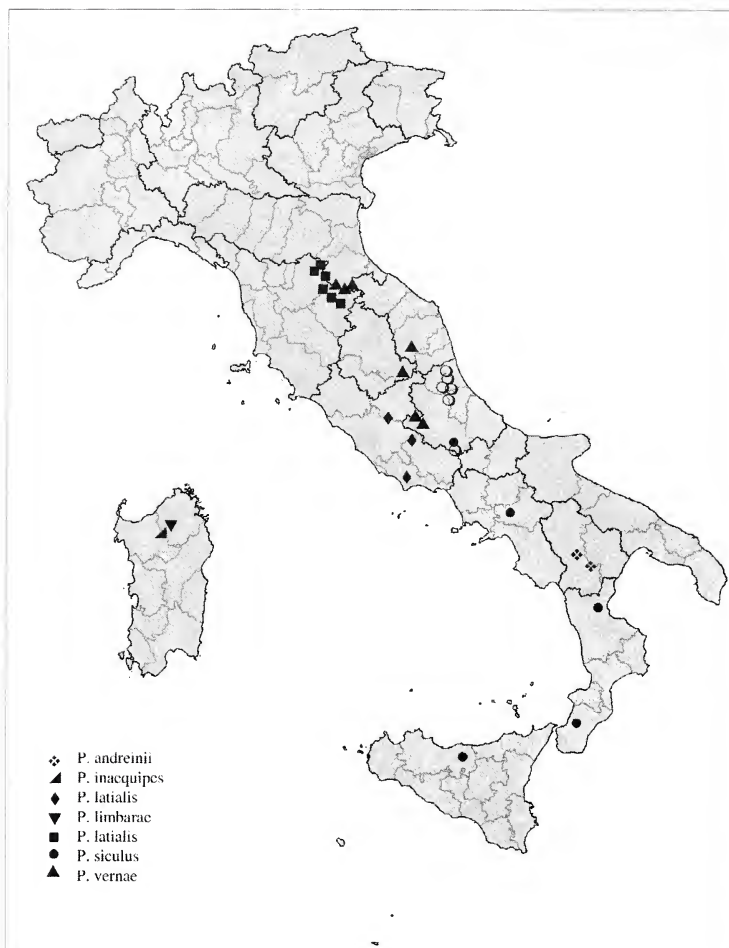 P. andreinii
P. inaequipes
P. latialis
P. limbarae
P. latialis
P. siculus
P. vernae